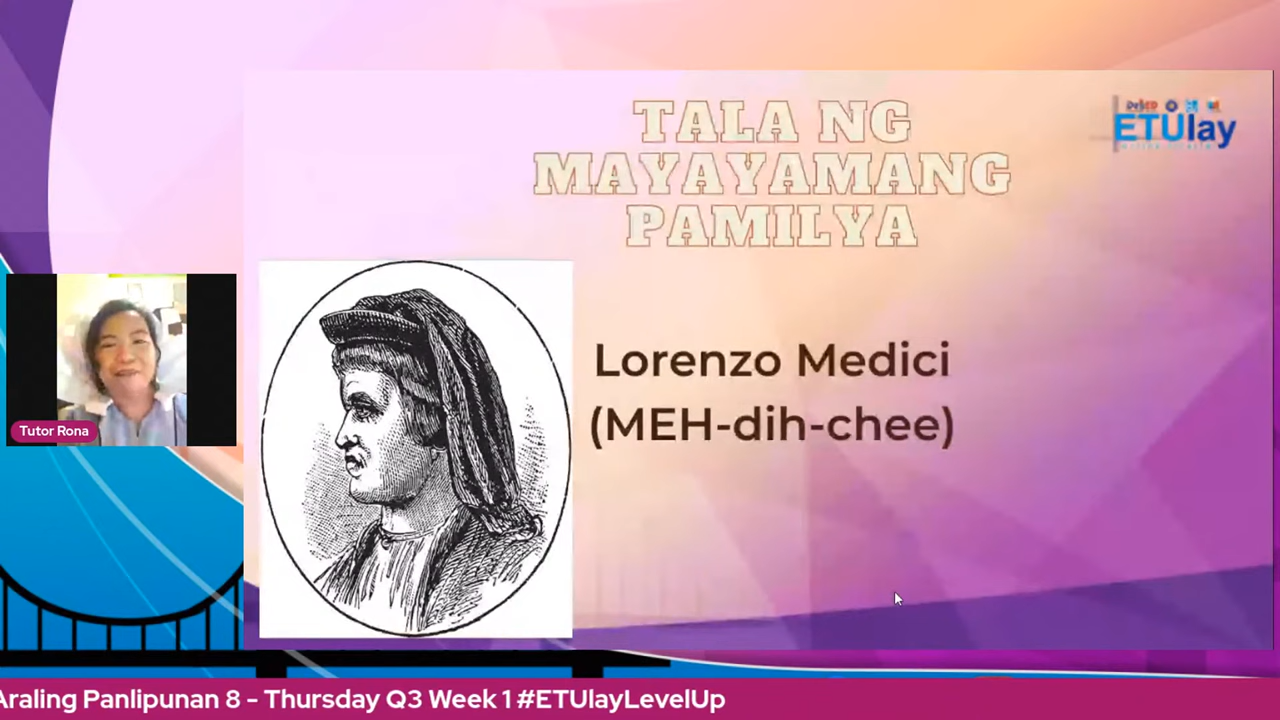 TALA NG
MAYAYAMANG
PAMILYA
DepED
ETUlay
Lorenzo Medici
(MEH-dih-chee)
Tutor Rona
Araling Panlipunan 8 - Thursday Q3 Week 1 #ETUlayLevelUp